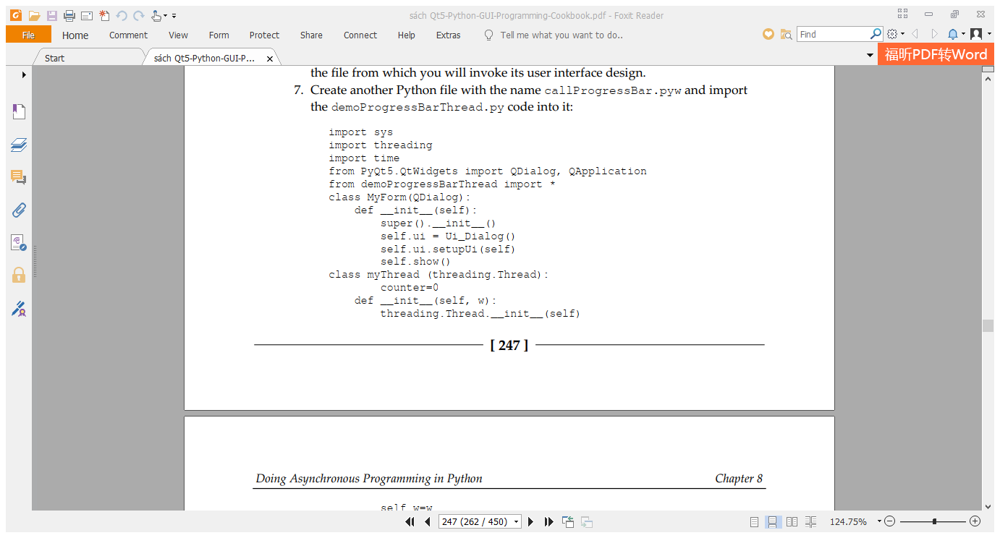 sách Qt5-Python-GUI-Programming-Cookbook.pdf - Foxit Reader
File Home Comment View Form Protect Share Connect Help Extras Tell me what you want to do.. Find
Start sách Qt5-Python-GUI-P...
福昕PDF转Word
the file from which you will invoke its user interface design.
7. Create another Python file with the name callProgressBar.pyw and import
the demoProgressBarThread.py code into it:
import sys
import threading
import time
from PyQt5.QtWidgets import QDialog, QApplication
from demoProgressBarThread import *
class MyForm(QDialog):
    def __init__(self):
        super().__init__()
        self.ui = Ui_Dialog()
        self.ui.setupUi(self)
        self.show()
class myThread (threading.Thread):
        counter=0
    def __init__(self, w):
        threading.Thread.__init__(self)
[ 247 ]
Doing Asynchronous Programming in Python Chapter 8
self.w=w
247 (262 / 450) 124.75%